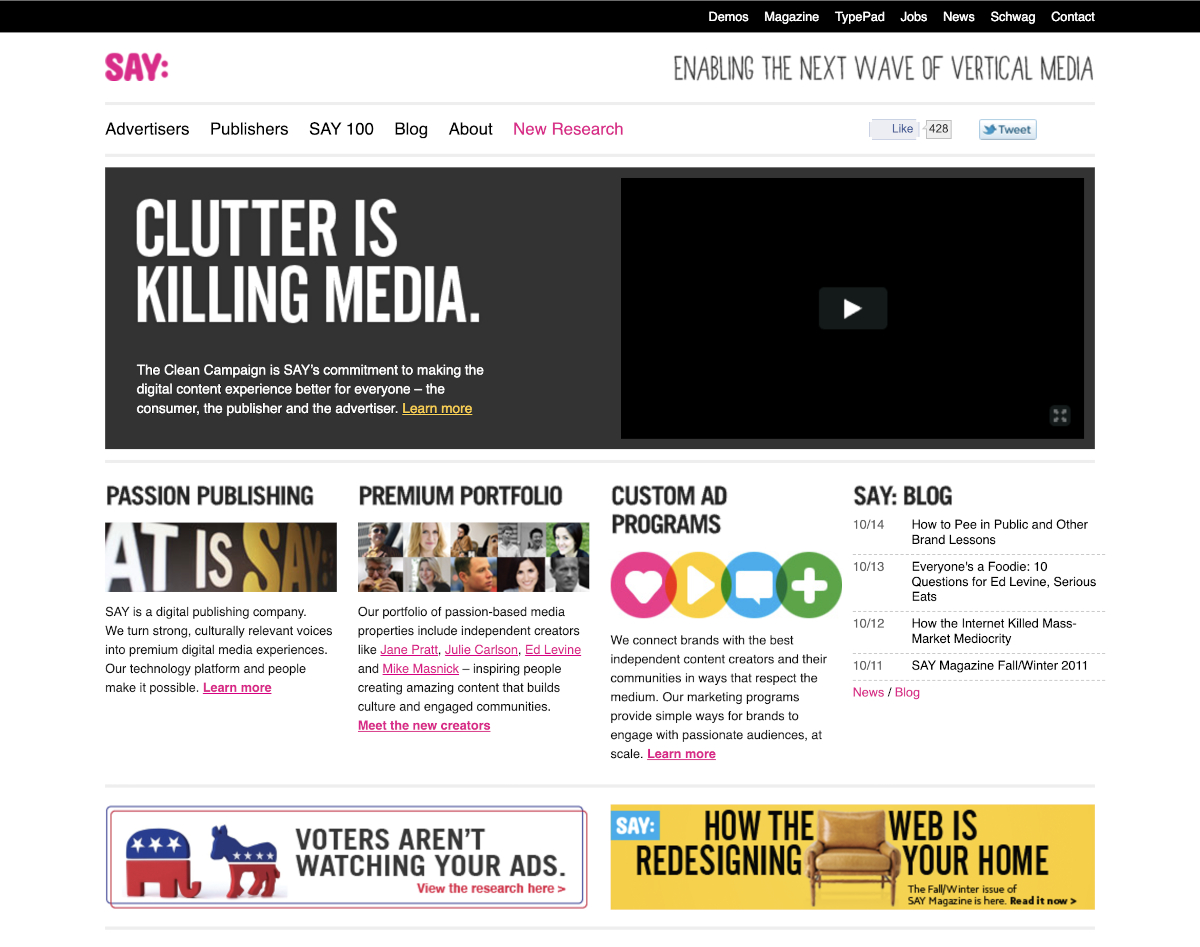 Demos Magazine TypePad Jobs News Schwag Contact
SAY:
ENABLING THE NEXT WAVE OF VERTICAL MEDIA
Advertisers Publishers SAY 100 Blog About New Research
Like 428 Tweet
CLUTTER IS
KILLING MEDIA.
The Clean Campaign is SAY's commitment to making the
digital content experience better for everyone – the
consumer, the publisher and the advertiser. Learn more
PASSION PUBLISHING
AT IS SAY:
SAY is a digital publishing company.
We turn strong, culturally relevant voices
into premium digital media experiences.
Our technology platform and people
make it possible. Learn more
PREMIUM PORTFOLIO
Our portfolio of passion-based media
properties include independent creators
like Jane Pratt, Julie Carlson, Ed Levine
and Mike Masnick – inspiring people
creating amazing content that builds
culture and engaged communities.
Meet the new creators
CUSTOM AD
PROGRAMS
We connect brands with the best
independent content creators and their
communities in ways that respect the
medium. Our marketing programs
provide simple ways for brands to
engage with passionate audiences, at
scale. Learn more
SAY: BLOG
10/14 How to Pee in Public and Other
Brand Lessons
10/13 Everyone's a Foodie: 10
Questions for Ed Levine, Serious
Eats
10/12 How the Internet Killed Mass-
Market Mediocrity
10/11 SAY Magazine Fall/Winter 2011
News / Blog
VOTERS AREN'T
WATCHING YOUR ADS.
View the research here >
SAY:
HOW THE WEB IS
REDESIGNING YOUR HOME
The Fall/Winter issue of
SAY Magazine is here. Read it now >